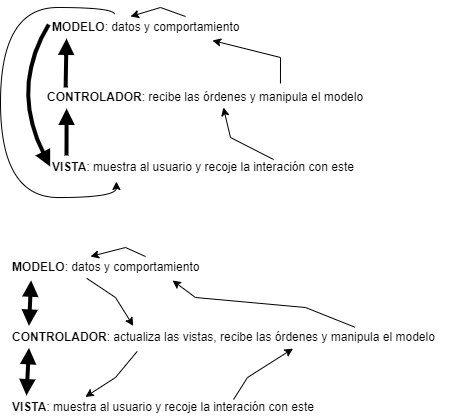 MODELO: datos y comportamiento
CONTROLADOR: recibe las órdenes y manipula el modelo
VISTA: muestra al usuario y recoje la interación con este
MODELO: datos y comportamiento
CONTROLADOR: actualiza las vistas, recibe las órdenes y manipula el modelo
VISTA: muestra al usuario y recoje la interación con este